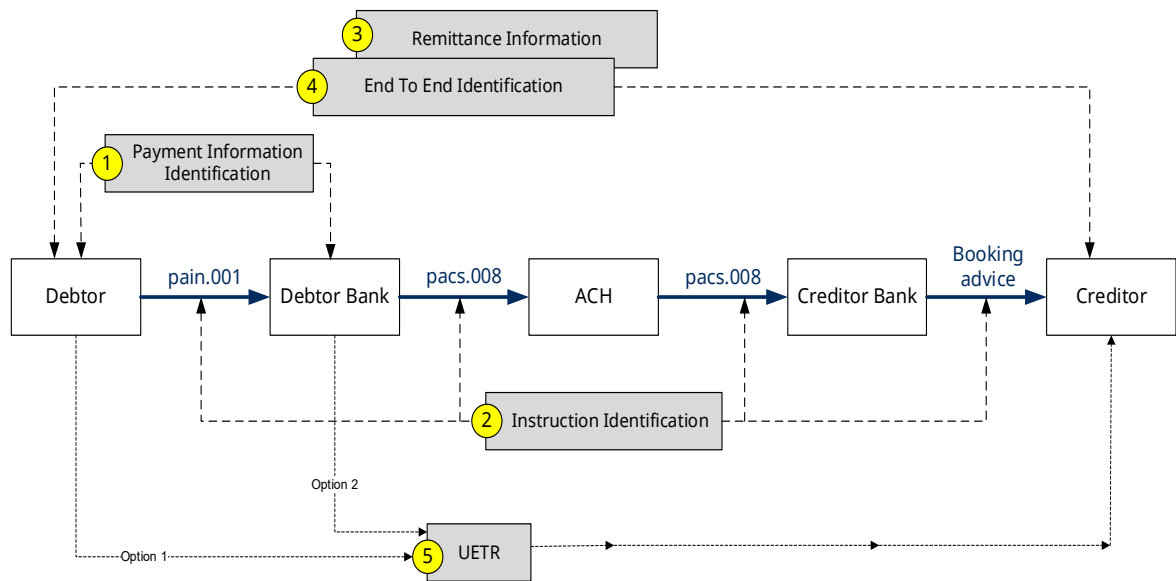 3
Remittance Information
4
End To End Identification
1
Payment Information
Identification
Debtor
pain.001
Debtor Bank
pacs.008
ACH
pacs.008
Creditor Bank
Booking
advice
Creditor
2
Instruction Identification
Option 2
Option 1
5
UETR